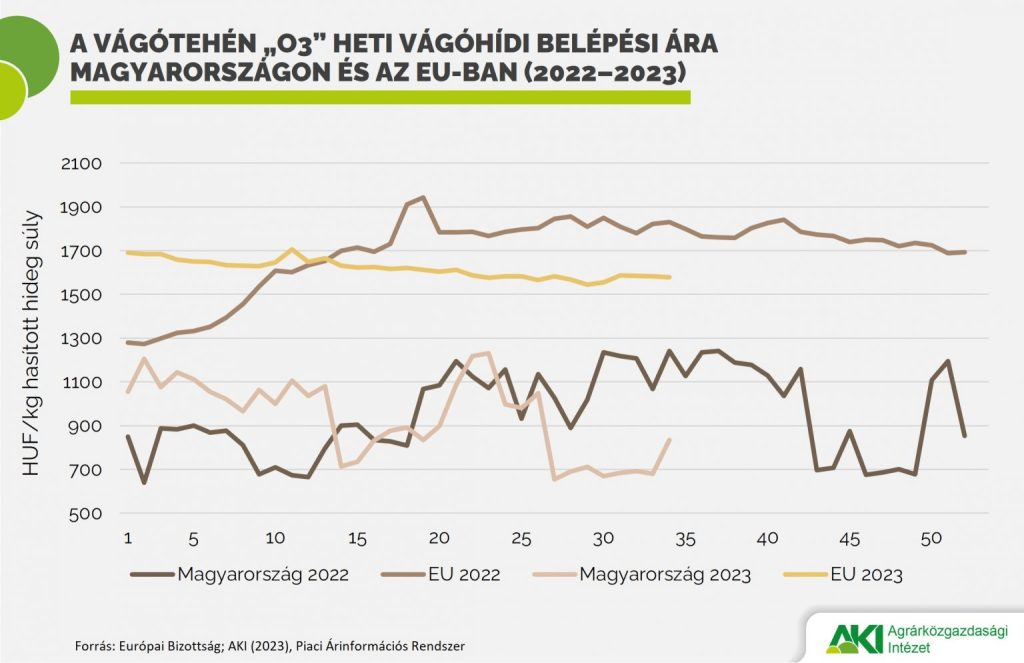 A VÁGÓTEHÉN „O3” HETI VÁGÓHÍDI BELÉPÉSI ÁRA
MAGYARORSZÁGON ÉS AZ EU-BAN (2022–2023)
HUF/kg hasított hideg súly
2100
1900
1700
1500
1300
1100
900
700
500
1 5 10 15 20 25 30 35 40 45 50
Magyarország 2022 EU 2022 Magyarország 2023 EU 2023
Forrás: Európai Bizottság; AKI (2023), Piaci Árinformációs Rendszer
AKI Agrárközgazdasági
Intézet